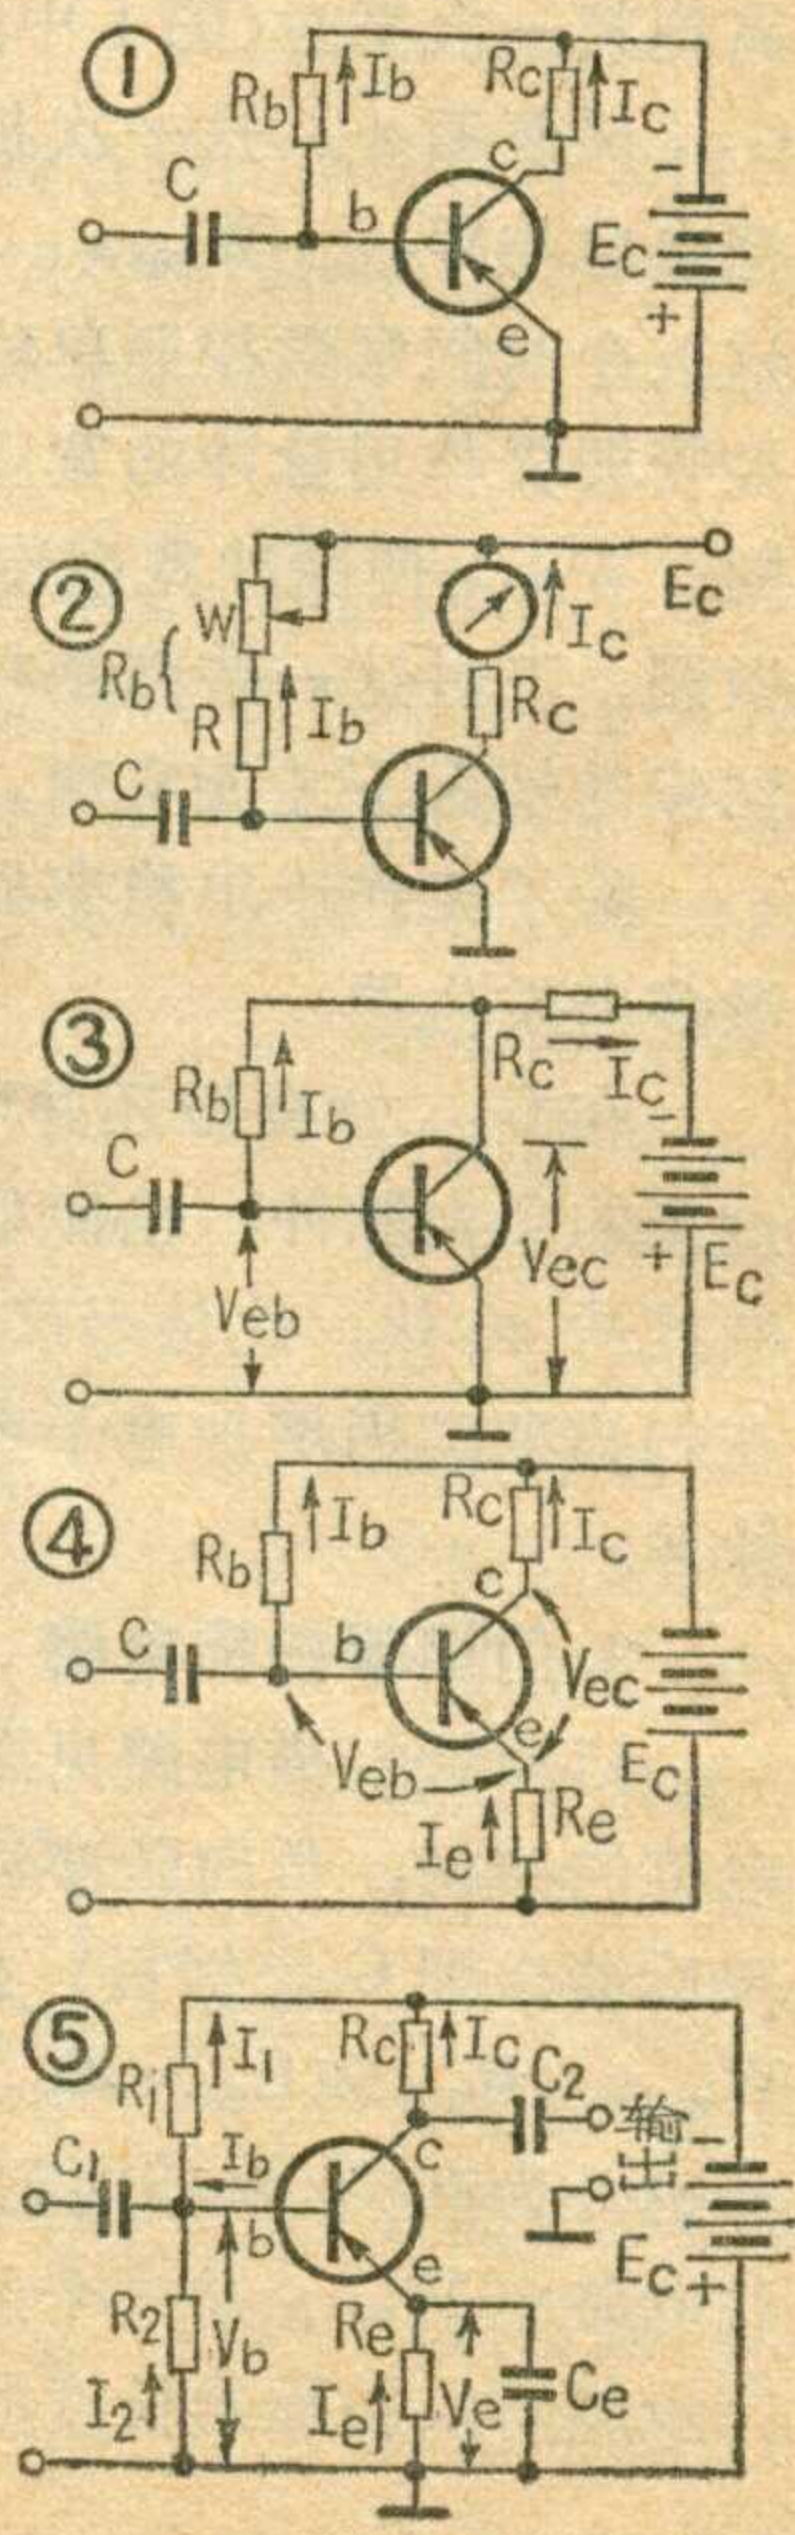 ①
Rb
Ib
Rc
Ic
C
b
c
e
Ec
-
+
②
W
Rb{
R
Ib
Ic
Ec
Rc
C
③
Rb
Ib
Rc
Ic
C
Veb
Vec
-
+
Ec
④
Rb
Ib
Rc
Ic
C
b
c
e
Vec
Veb
Ec
Ie
Re
⑤
R1
I1
Rc
Ic
C2
输出
C1
Ib
b
c
e
-
Ec
+
R2
I2
Vb
Re
Ie
Ve
Ce